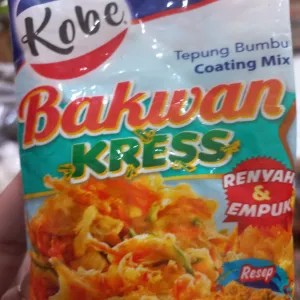 Kobe
Tepung Bumbu
Coating Mix
Bakwan
KRESS
RENYAH
&
EMPUK
Resep